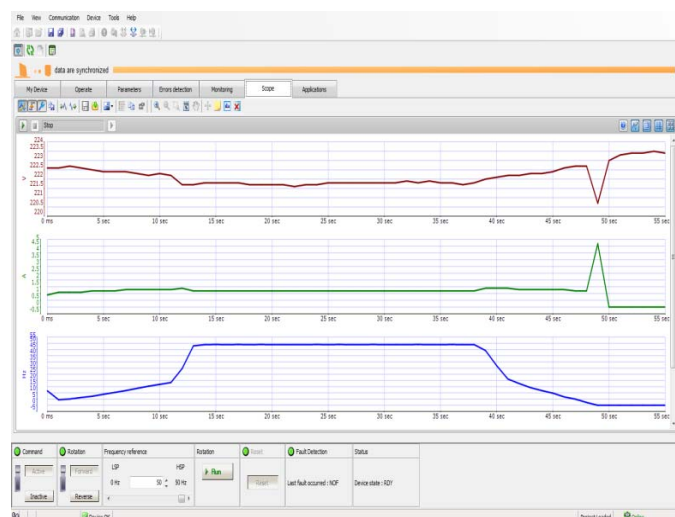 File View Communication Device Tools Help
data are synchronized
My Device Operate Parameters Errors detection Monitoring Scope Applications
Stop
224
223.5
223
222.5
222
221.5
221
220.5
220
V
0 ms 5 sec 10 sec 15 sec 20 sec 25 sec 30 sec 35 sec 40 sec 45 sec 50 sec 55 sec
4.5
3.5
2.5
1.5
0.5
-0.5
A
0 ms 5 sec 10 sec 15 sec 20 sec 25 sec 30 sec 35 sec 40 sec 45 sec 50 sec 55 sec
Hz
0 ms 5 sec 10 sec 15 sec 20 sec 25 sec 30 sec 35 sec 40 sec 45 sec 50 sec 55 sec
Command Rotation Frequency reference Rotation Reset Fault Detection Status
Active Forward LSP HSP Run
0 Hz 50 50 Hz Reset Last fault occurred : NOF Device state : RDY
Inactive Reverse